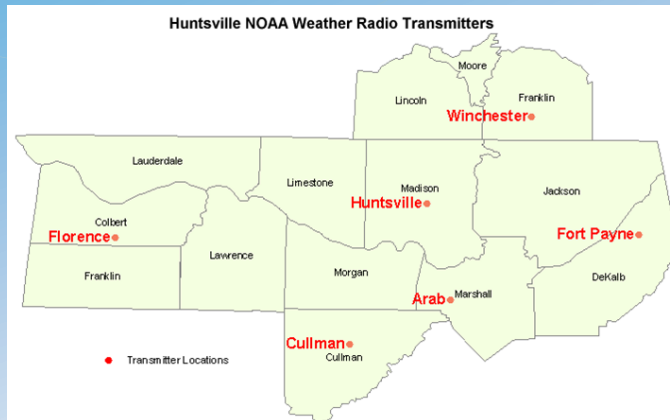 Huntsville NOAA Weather Radio Transmitters
Moore
Lincoln
Franklin
Winchester
Lauderdale
Limestone
Madison
Jackson
Huntsville
Colbert
Florence
Fort Payne
Lawrence
Franklin
Morgan
DeKalb
Arab
Marshall
Cullman
Cullman
Transmitter Locations